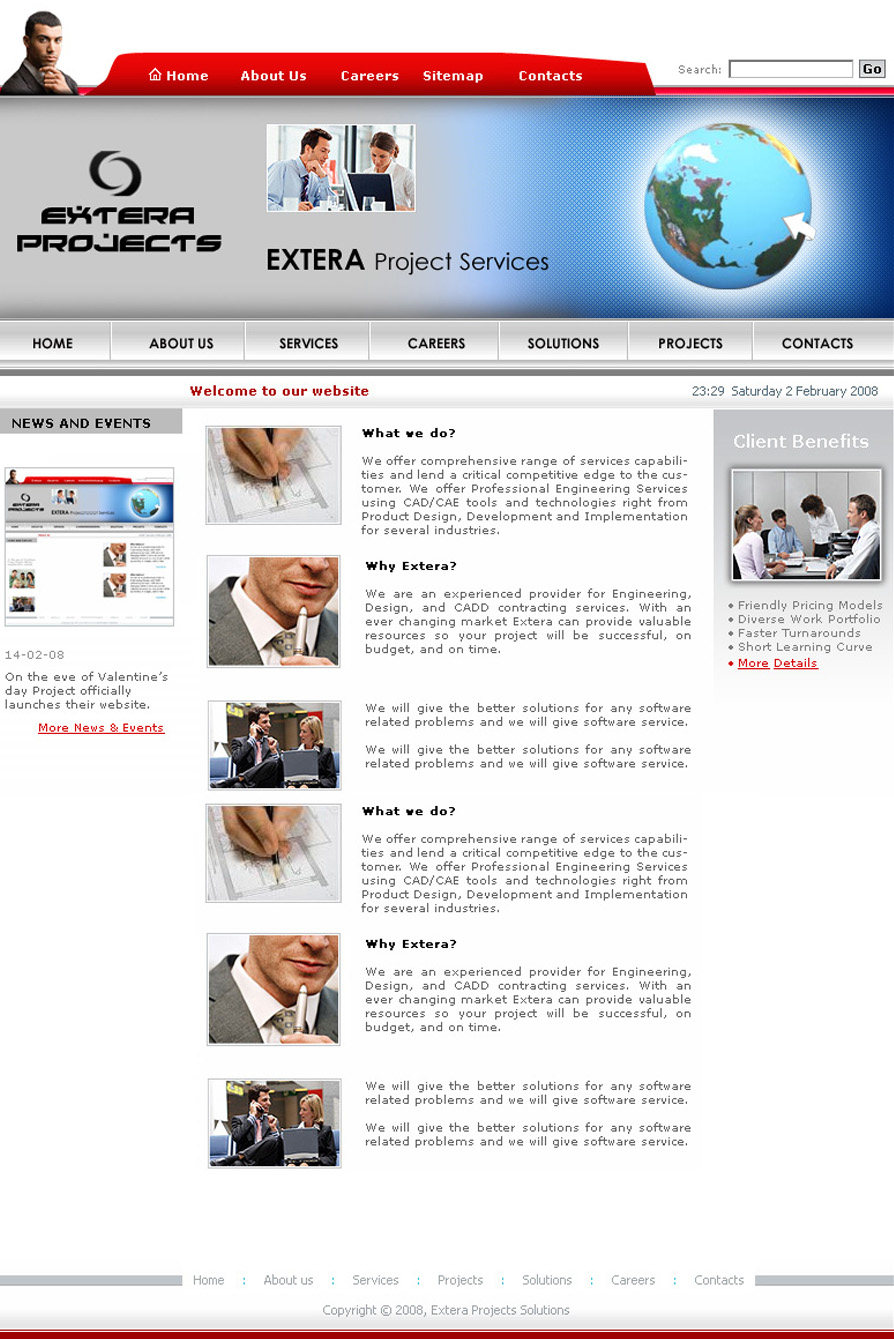 Home About Us Careers Sitemap Contacts
Search: Go
EXTERA
PROJECTS
EXTERA Project Services
HOME ABOUT US SERVICES CAREERS SOLUTIONS PROJECTS CONTACTS
Welcome to our website
23:29 Saturday 2 February 2008
NEWS AND EVENTS
14-02-08
On the eve of Valentine's
day Project officially
launches their website.
More News & Events
What we do?
We offer comprehensive range of services capabili-
ties and lend a critical competitive edge to the cus-
tomer. We offer Professional Engineering Services
using CAD/CAE tools and technologies right from
Product Design, Development and Implementation
for several industries.
Why Extera?
We are an experienced provider for Engineering,
Design, and CADD contracting services. With an
ever changing market Extera can provide valuable
resources so your project will be successful, on
budget, and on time.
We will give the better solutions for any software
related problems and we will give software service.
We will give the better solutions for any software
related problems and we will give software service.
What we do?
We offer comprehensive range of services capabili-
ties and lend a critical competitive edge to the cus-
tomer. We offer Professional Engineering Services
using CAD/CAE tools and technologies right from
Product Design, Development and Implementation
for several industries.
Why Extera?
We are an experienced provider for Engineering,
Design, and CADD contracting services. With an
ever changing market Extera can provide valuable
resources so your project will be successful, on
budget, and on time.
We will give the better solutions for any software
related problems and we will give software service.
We will give the better solutions for any software
related problems and we will give software service.
Client Benefits
• Friendly Pricing Models
• Diverse Work Portfolio
• Faster Turnarounds
• Short Learning Curve
• More Details
Home : About us : Services : Projects : Solutions : Careers : Contacts
Copyright © 2008, Extera Projects Solutions